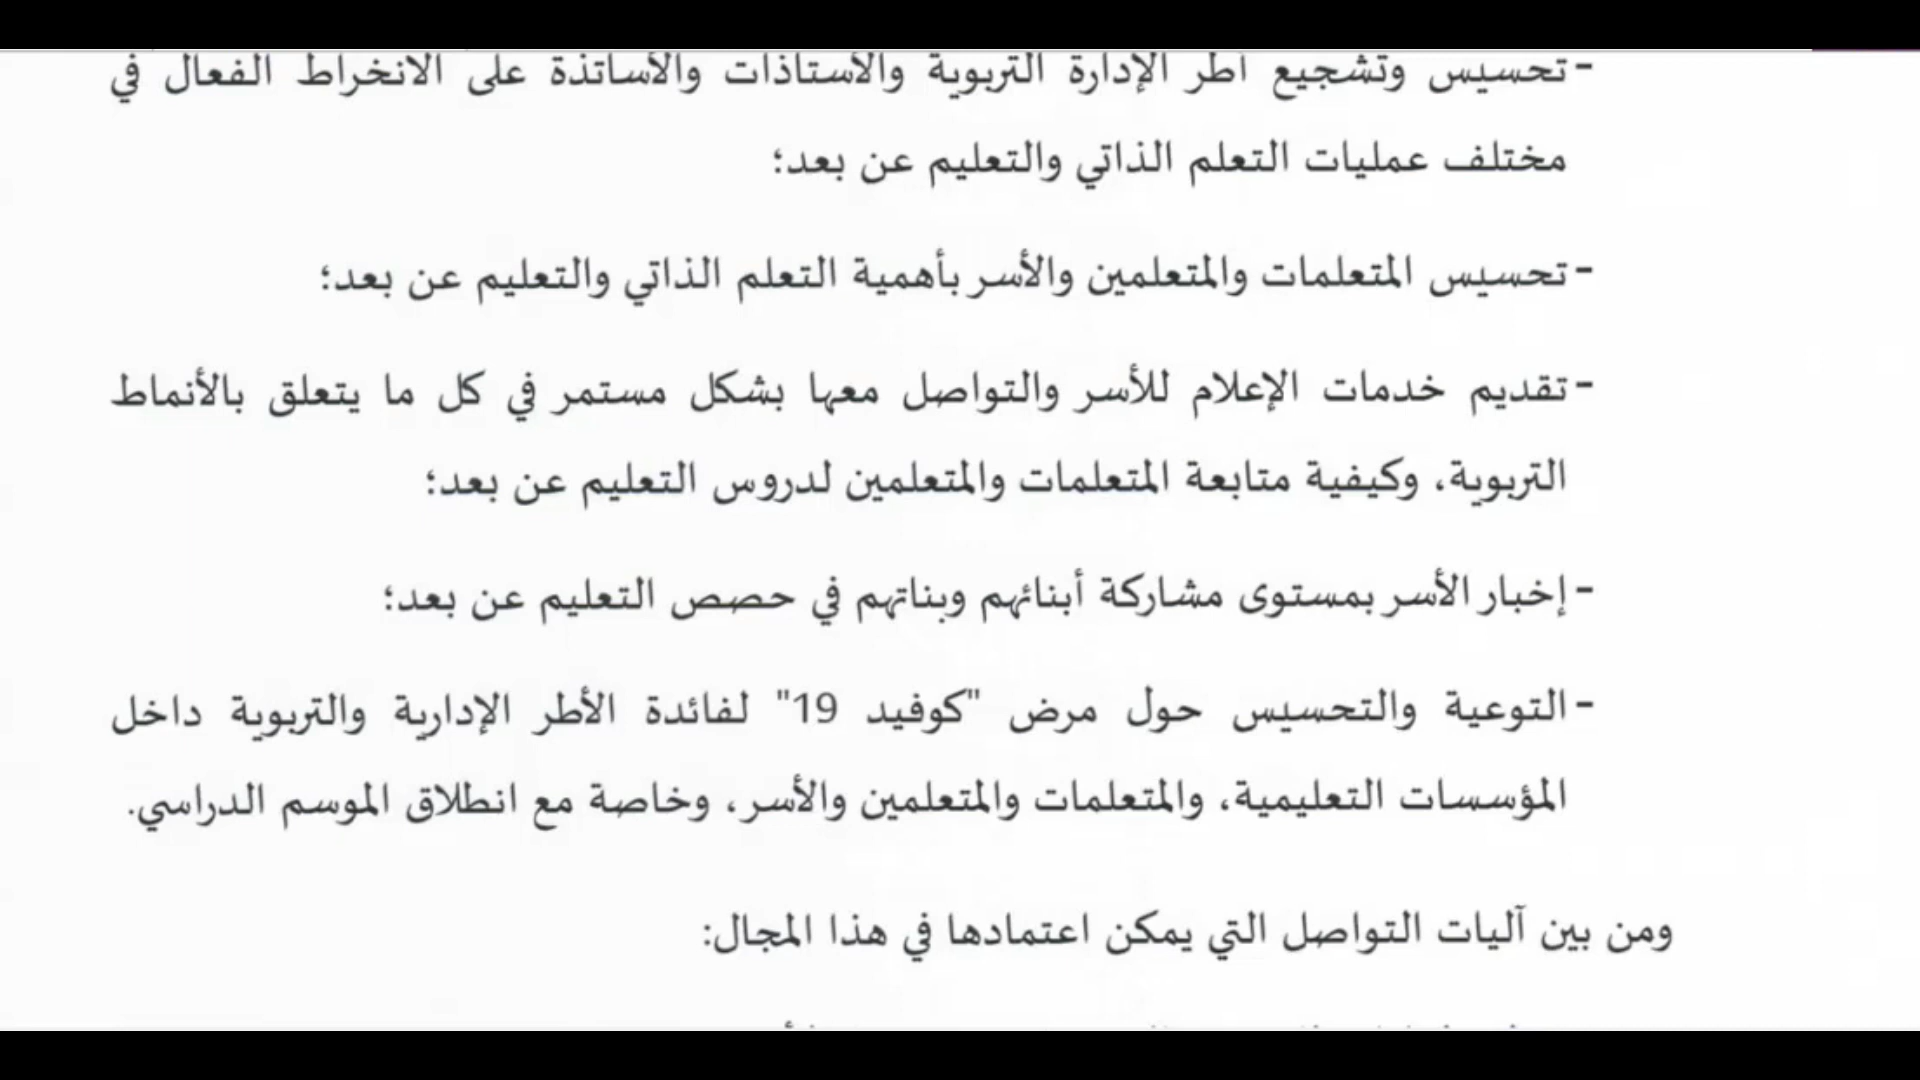 - تحسيس وتشجيع أطر الإدارة التربوية والأستاذات والأساتذة على الانخراط الفعال في
مختلف عمليات التعلم الذاتي والتعليم عن بعد؛
- تحسيس المتعلمات والمتعلمين والأسر بأهمية التعلم الذاتي والتعليم عن بعد؛
- تقديم خدمات الإعلام للأسر والتواصل معها بشكل مستمر في كل ما يتعلق بالأنماط
التربوية، وكيفية متابعة المتعلمات والمتعلمين لدروس التعليم عن بعد؛
- إخبار الأسر بمستوى مشاركة أبنائهم وبناتهم في حصص التعليم عن بعد؛
- التوعية والتحسيس حول مرض "كوفيد 19" لفائدة الأطر الإدارية والتربوية داخل
المؤسسات التعليمية، والمتعلمات والمتعلمين والأسر، وخاصة مع انطلاق الموسم الدراسي.
ومن بين آليات التواصل التي يمكن اعتمادها في هذا المجال: